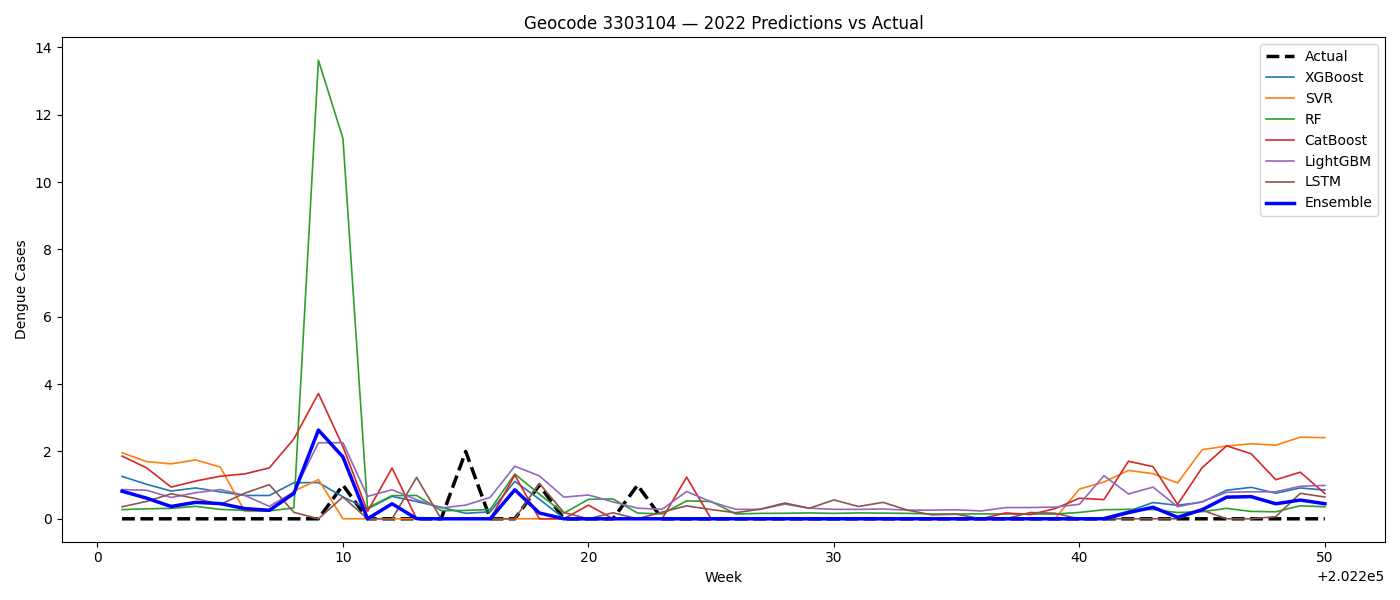 Geocode 3303104 — 2022 Predictions vs Actual
Dengue Cases
14
12
10
8
6
4
2
0
Actual
XGBoost
SVR
RF
CatBoost
LightGBM
LSTM
Ensemble
0 10 20 30 40 50
Week
+2.022e5